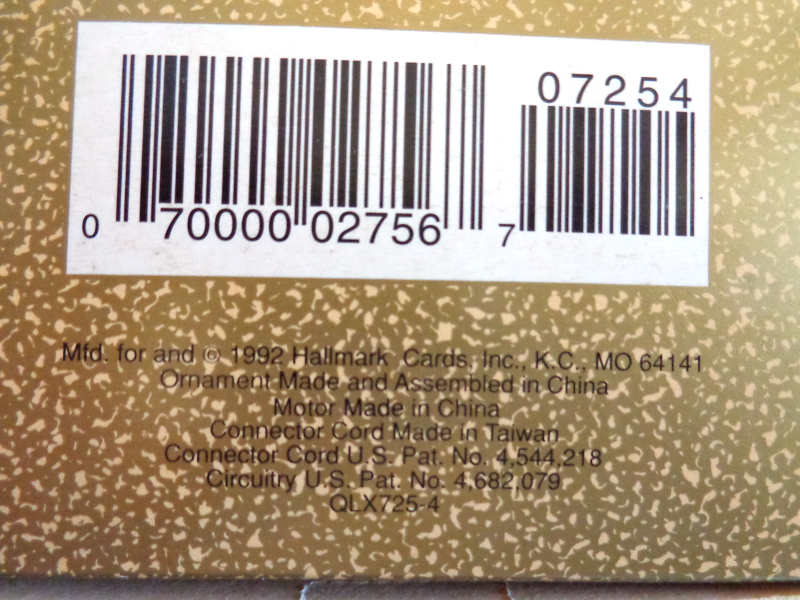 07254
0 70000 02756 7
Mfd. for and © 1992 Hallmark Cards, Inc., K.C., MO 64141
Ornament Made and Assembled in China
Motor Made in China
Connector Cord Made in Taiwan
Connector Cord U.S. Pat. No. 4,544,218
Circuitry U.S. Pat. No. 4,682,079
QLX725-4